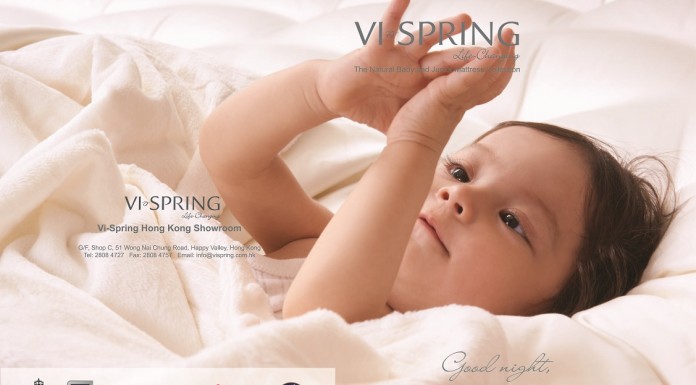 VI-SPRING
Life-Changing
VI-SPRING
Life-Changing
Vi-Spring Hong Kong Showroom
G/F, Shop C, 51 Wong Nai Chung Road, Happy Valley, Hong Kong
Tel: 2808 4727 Fax: 2808 4757 Email: info@vispring.com.hk
Good night,